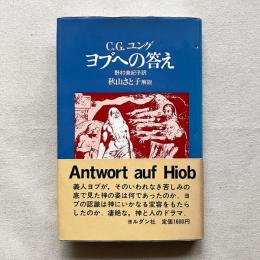 C.G.ユング
ヨブへの答え
野村美紀子訳
秋山さと子解説
Antwort auf Hiob
義人ヨブが、そのいわれなき苦しみの
底で見た神の姿は何であったのか、ヨ
ブの認識は神にいかなる変容をもたら
したのか。凄絶な、神と人のドラマ。
ヨルダン社 定価1600円